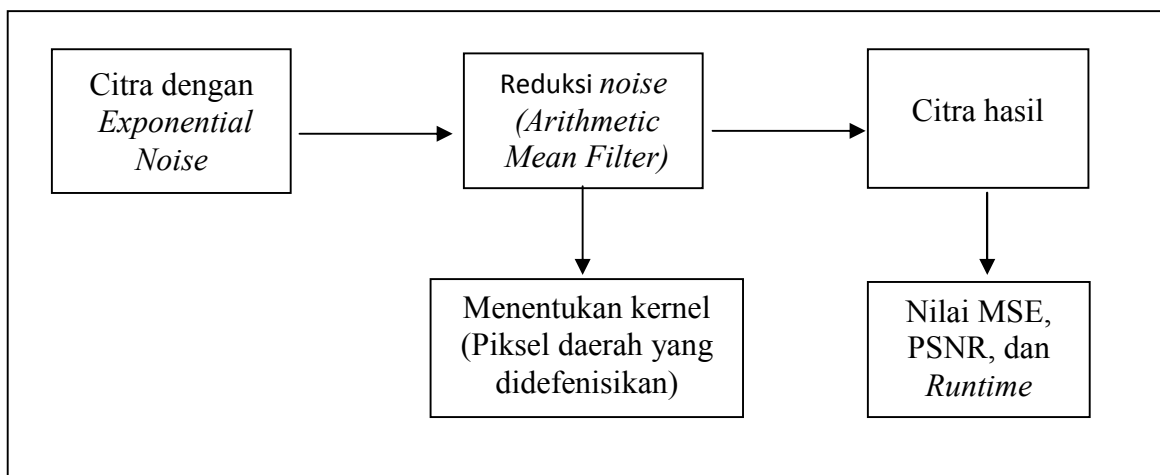 Citra dengan
Exponential
Noise
Reduksi noise
(Arithmetic
Mean Filter)
Citra hasil
Menentukan kernel
(Piksel daerah yang
didefenisikan)
Nilai MSE,
PSNR, dan
Runtime